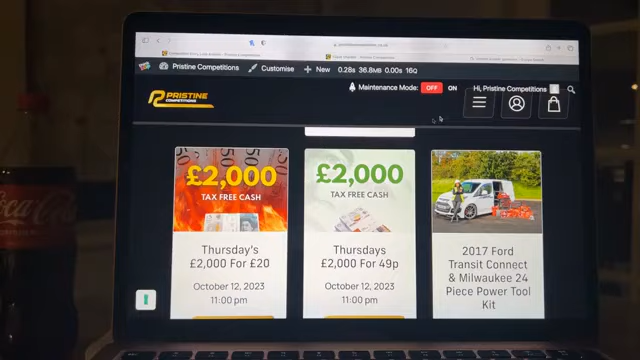 Pristine Competitions
Customise
New
0.28s 36.8MB 0.00s 16Q
Maintenance Mode:
OFF
ON
Hi, Pristine Competitions
PRISTINE
COMPETITIONS
£2,000
TAX FREE CASH
£2,000
TAX FREE CASH
Thursday's
£2,000 For £20
October 12, 2023
11:00 pm
Thursdays
£2,000 For 49p
October 12, 2023
11:00 pm
2017 Ford
Transit Connect
& Milwaukee 24
Piece Power Tool
Kit
Coca-Cola